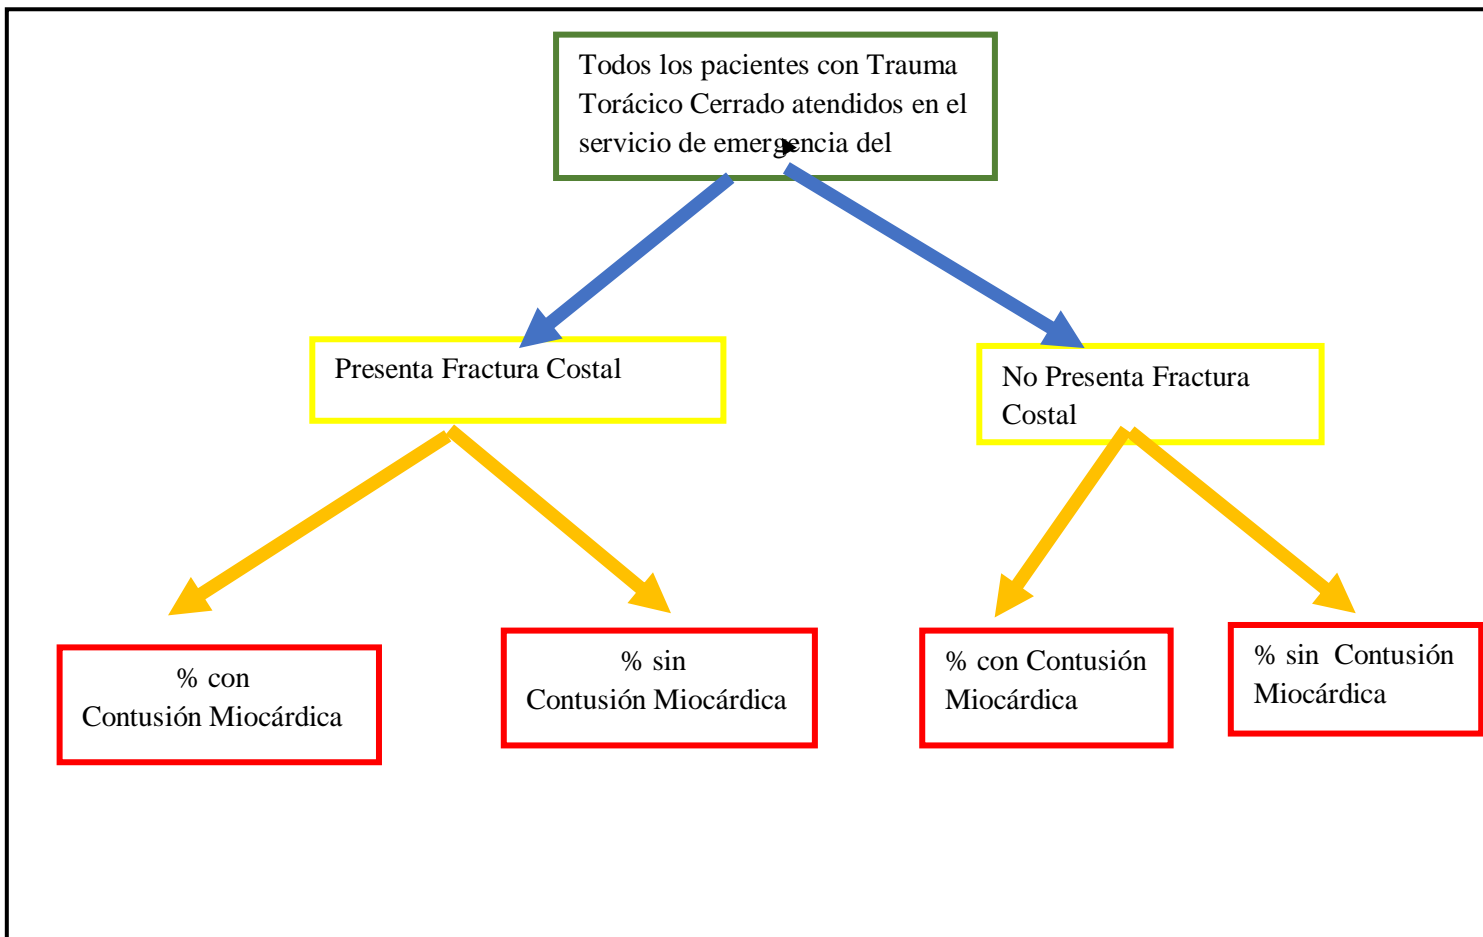 Todos los pacientes con Trauma
Torácico Cerrado atendidos en el
servicio de emergencia del
Presenta Fractura Costal
No Presenta Fractura
Costal
% con
Contusión Miocárdica
% sin
Contusión Miocárdica
% con Contusión
Miocárdica
% sin  Contusión
Miocárdica